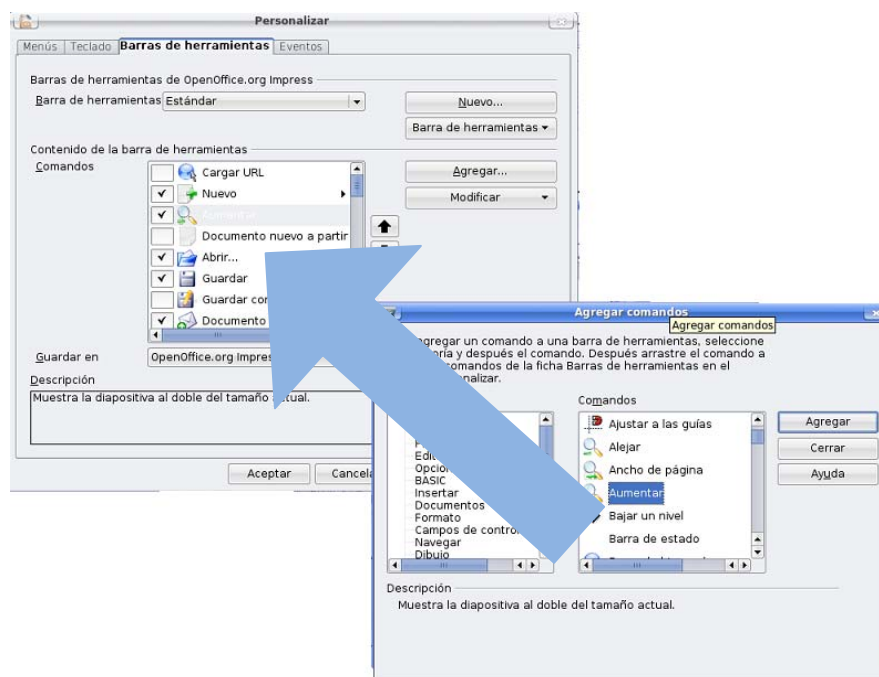 Personalizar
Menús Teclado Barras de herramientas Eventos
Barras de herramientas de OpenOffice.org Impress
Barra de herramientas Estándar
Nuevo...
Barra de herramientas
Contenido de la barra de herramientas
Comandos
Cargar URL
Nuevo
Aumentar
Documento nuevo a partir
Abrir...
Guardar
Guardar co
Documento
Agregar...
Modificar
Guardar en
OpenOffice.org Impres
Descripción
Muestra la diapositiva al doble del tamaño actual.
Aceptar
Cancela
Agregar comandos
Agregar comandos
agregar un comando a una barra de herramientas, seleccione
oría y después el comando. Después arrastre el comando a
comandos de la ficha Barras de herramientas en el
nalizar.
Comandos
Edit
Opcion
BASIC
Insertar
Documentos
Formato
Campos de contro
Navegar
Dibujo
Ajustar a las guías
Alejar
Ancho de página
Aumentar
Bajar un nivel
Barra de estado
Agregar
Cerrar
Ayuda
Descripción
Muestra la diapositiva al doble del tamaño actual.